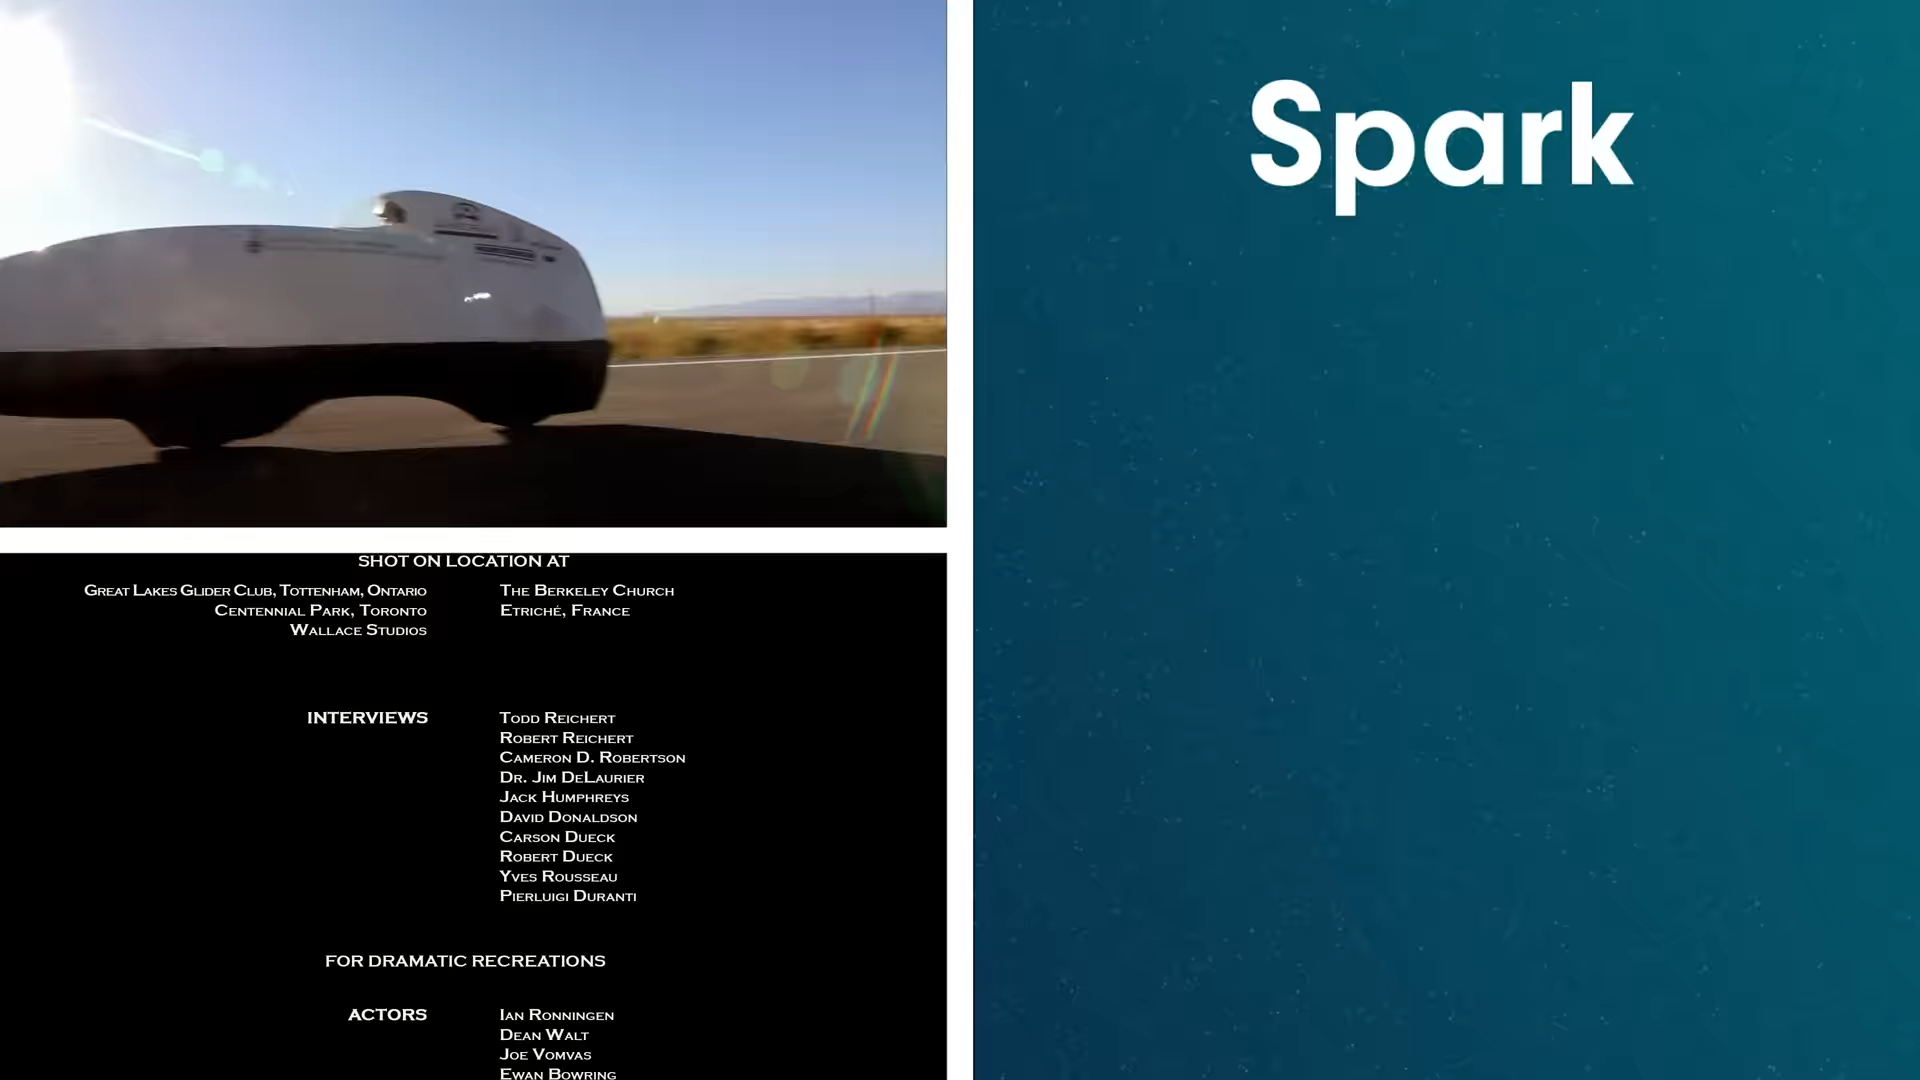 Spark
SHOT ON LOCATION AT
GREAT LAKES GLIDER CLUB, TOTTENHAM, ONTARIO
CENTENNIAL PARK, TORONTO
WALLACE STUDIOS
THE BERKELEY CHURCH
ETRICHÉ, FRANCE
INTERVIEWS
TODD REICHERT
ROBERT REICHERT
CAMERON D. ROBERTSON
DR. JIM DELAURIER
JACK HUMPHREYS
DAVID DONALDSON
CARSON DUECK
ROBERT DUECK
YVES ROUSSEAU
PIERLUIGI DURANTI
FOR DRAMATIC RECREATIONS
ACTORS
IAN RONNINGEN
DEAN WALT
JOE VOMVAS
EWAN BOWRING